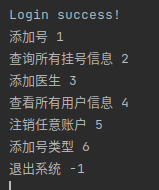 Login success!
添加号 1
查询所有挂号信息 2
添加医生 3
查看所有用户信息 4
注销任意账户 5
添加号类型 6
退出系统 -1